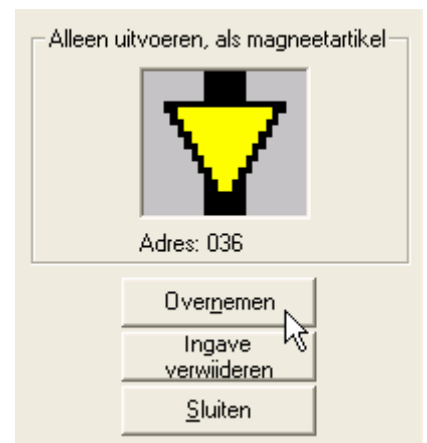 Alleen uitvoeren, als magneetartikel
Adres: 036
Overnemen
Ingave
verwijderen
Sluiten